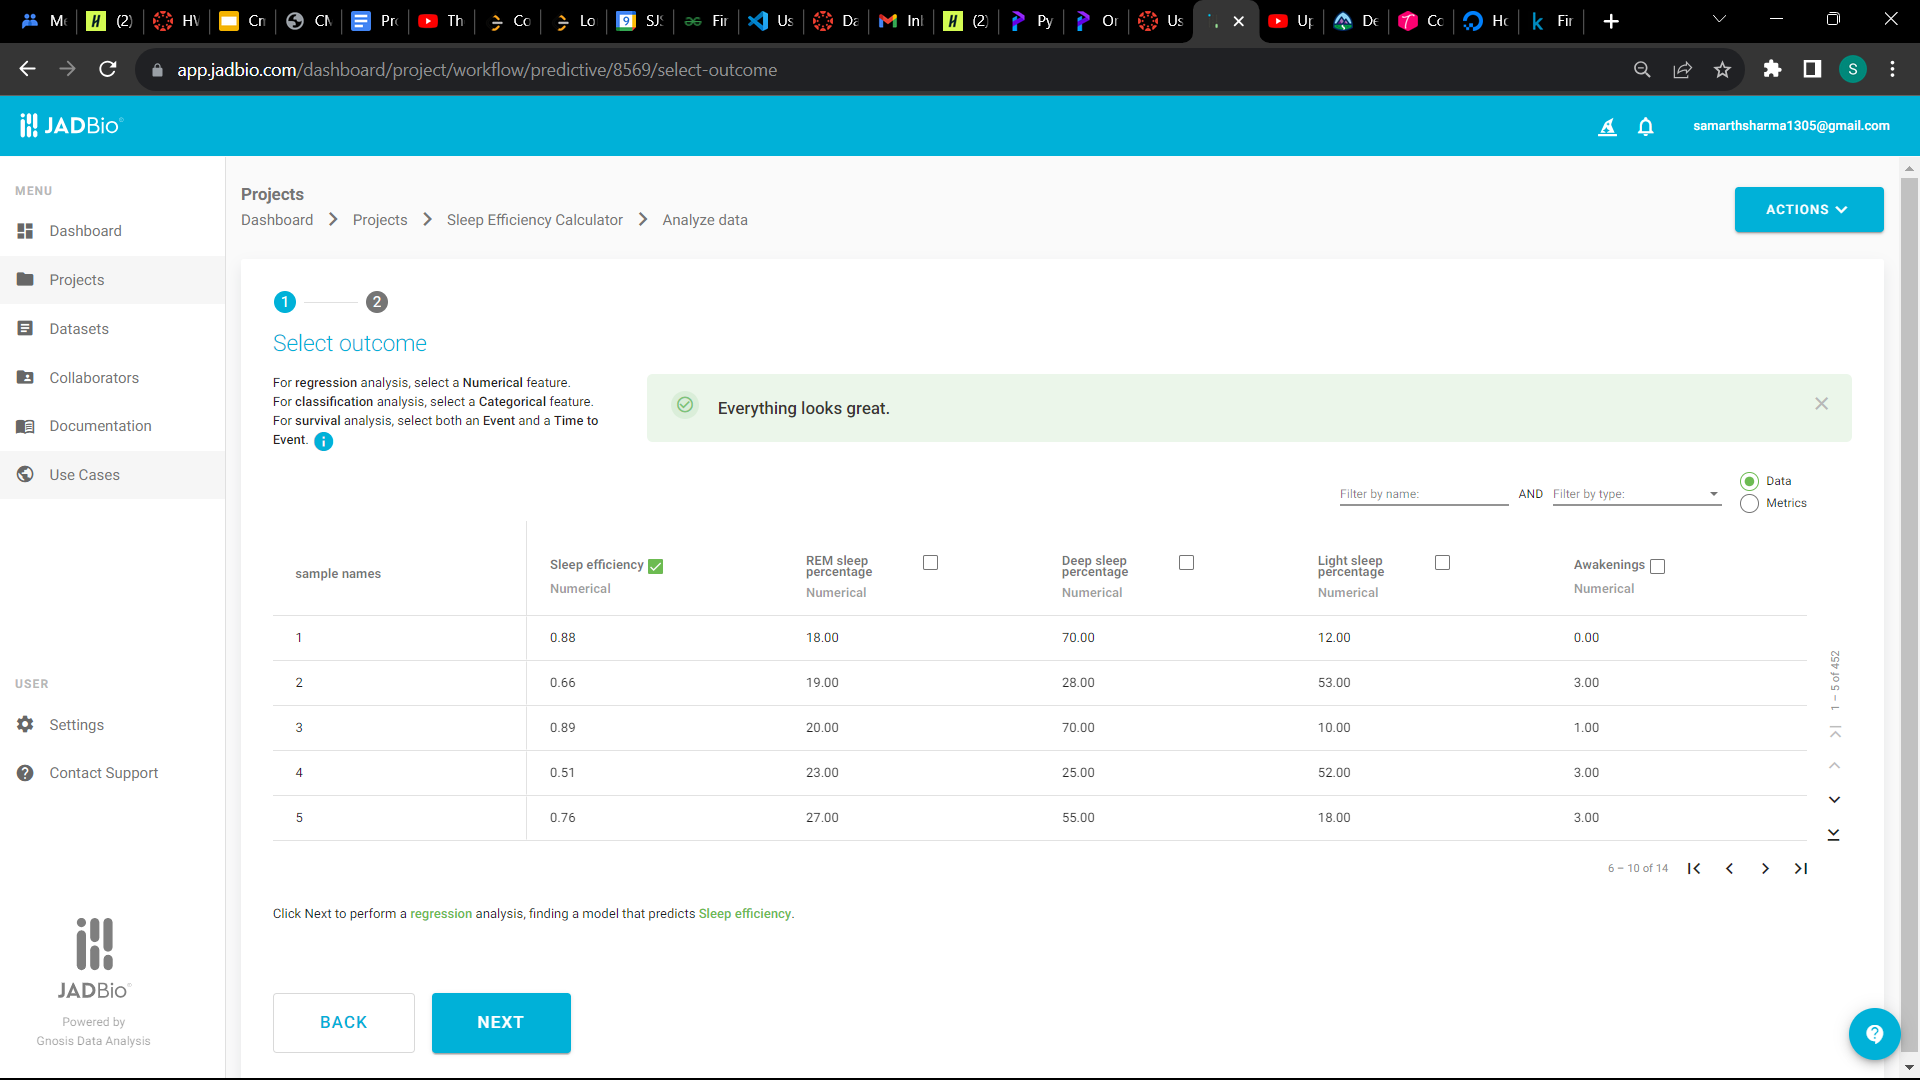 Me
(2)
HV
Cm
CM
Pro
Th
Co
Lo
9
SJS
Fir
Us
Da
Inl
(2)
Py
Or
Us
Up
De
Co
Ho
k
Fir
app.jadbio.com/dashboard/project/workflow/predictive/8569/select-outcome
S
JADBio
samarthsharma1305@gmail.com
MENU
Dashboard
Projects
Datasets
Collaborators
Documentation
Use Cases
USER
Settings
Contact Support
JADBio
Powered by
Gnosis Data Analysis
Projects
Dashboard > Projects > Sleep Efficiency Calculator > Analyze data
ACTIONS
1 2
Select outcome
For regression analysis, select a Numerical feature.
For classification analysis, select a Categorical feature.
For survival analysis, select both an Event and a Time to
Event. i
Everything looks great.
Filter by name: AND Filter by type:
Data
Metrics
sample names
Sleep efficiency
Numerical
REM sleep
percentage
Numerical
Deep sleep
percentage
Numerical
Light sleep
percentage
Numerical
Awakenings
Numerical
1 0.88 18.00 70.00 12.00 0.00
2 0.66 19.00 28.00 53.00 3.00
3 0.89 20.00 70.00 10.00 1.00
4 0.51 23.00 25.00 52.00 3.00
5 0.76 27.00 55.00 18.00 3.00
1 – 5 of 452
6 – 10 of 14
Click Next to perform a regression analysis, finding a model that predicts Sleep efficiency.
BACK
NEXT